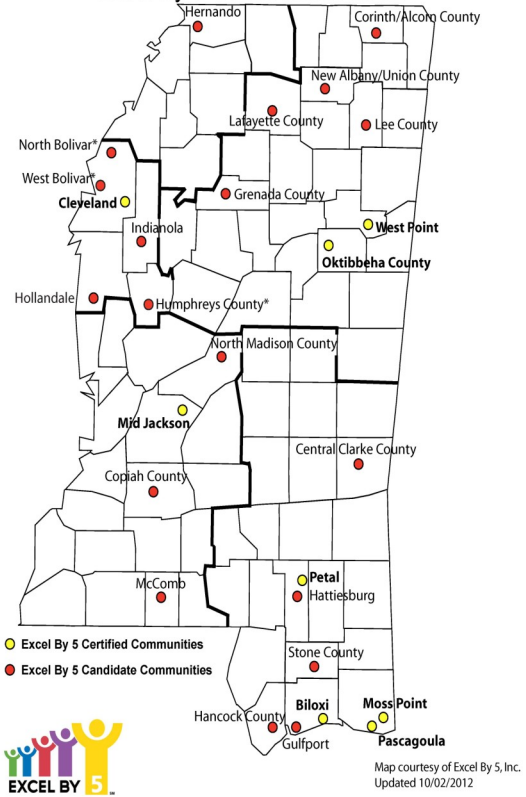 Hernando
Corinth/Alcorn County
New Albany/Union County
Lafayette County
Lee County
North Bolivar*
West Bolivar*
Grenada County
Cleveland
West Point
Indianola
Oktibbeha County
Hollandale
Humphreys County*
North Madison County
Mid Jackson
Central Clarke County
Copiah County
McComb
Petal
Hattiesburg
Excel By 5 Certified Communities
Stone County
Excel By 5 Candidate Communities
Biloxi
Moss Point
Hancock County
Gulfport
Pascagoula
EXCEL BY 5
Map courtesy of Excel By 5, Inc.
Updated 10/02/2012